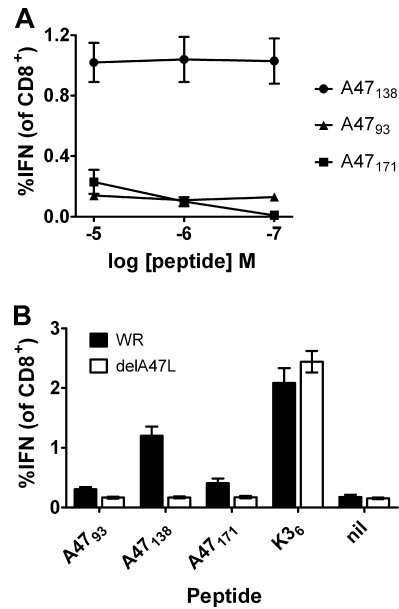 A
%IFN (of CD8⁺)
1.2
0.8
0.4
0.0
-5 -6 -7
log [peptide] M
A47₁₃₈
A47₉₃
A47₁₇₁
B
%IFN (of CD8⁺)
3
2
1
0
WR
delA47L
A47₉₃ A47₁₃₈ A47₁₇₁ K3₆ nil
Peptide